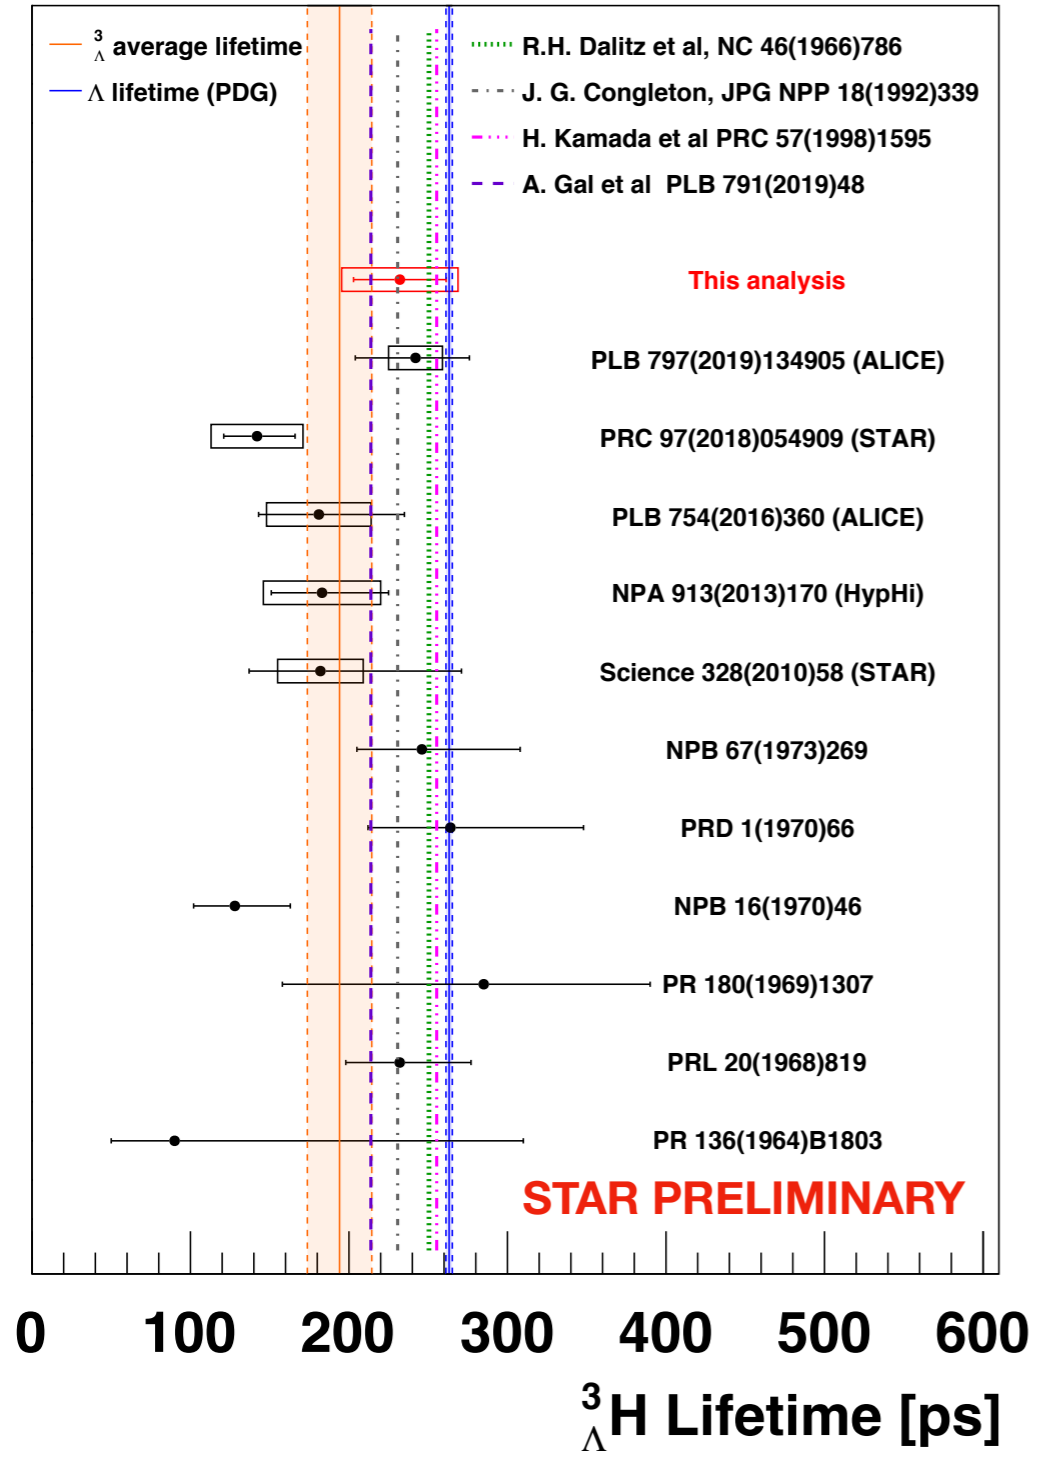 ³Λ average lifetime
Λ lifetime (PDG)
R.H. Dalitz et al, NC 46(1966)786
J. G. Congleton, JPG NPP 18(1992)339
H. Kamada et al PRC 57(1998)1595
A. Gal et al PLB 791(2019)48
This analysis
PLB 797(2019)134905 (ALICE)
PRC 97(2018)054909 (STAR)
PLB 754(2016)360 (ALICE)
NPA 913(2013)170 (HypHi)
Science 328(2010)58 (STAR)
NPB 67(1973)269
PRD 1(1970)66
NPB 16(1970)46
PR 180(1969)1307
PRL 20(1968)819
PR 136(1964)B1803
STAR PRELIMINARY
0 100 200 300 400 500 600
³ΛH Lifetime [ps]